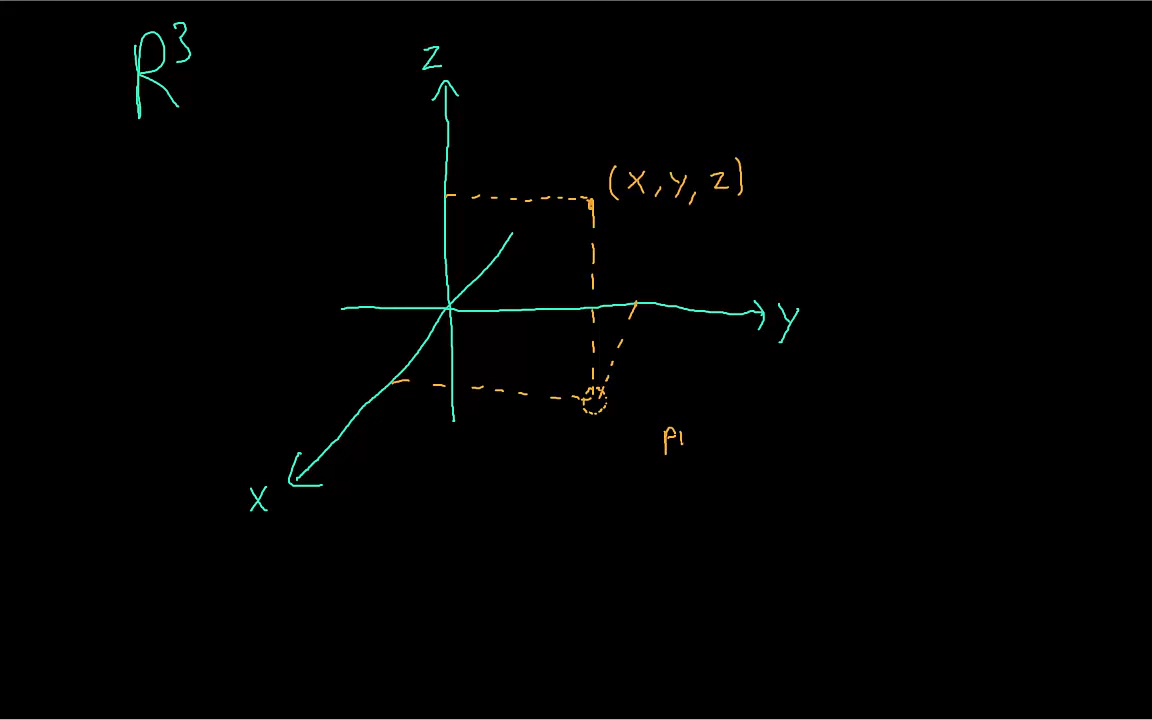 R³
z
(x, y, z)
y
x